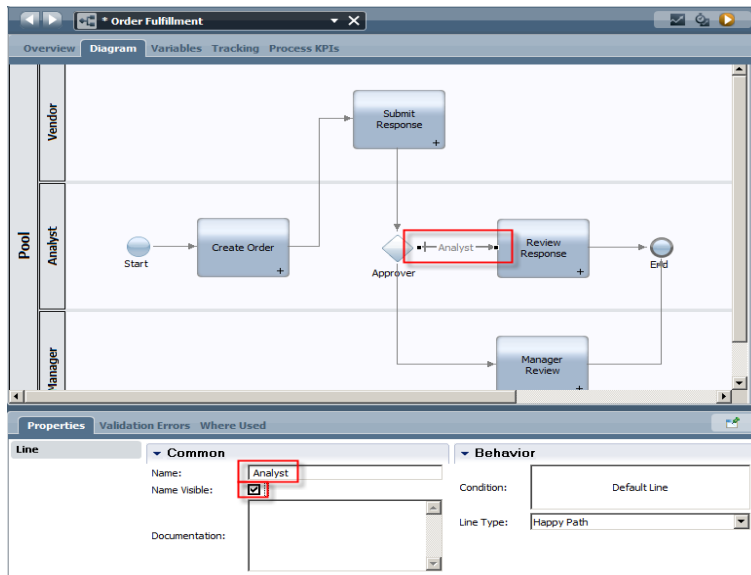 * Order Fulfillment
Overview Diagram Variables Tracking Process KPIs
Pool
Vendor
Submit
Response
Analyst
Start
Create Order
Approver
Analyst
Review
Response
End
Manager
Manager
Review
Properties Validation Errors Where Used
Line
Common
Name: Analyst
Name Visible:
Documentation:
Behavior
Condition: Default Line
Line Type: Happy Path